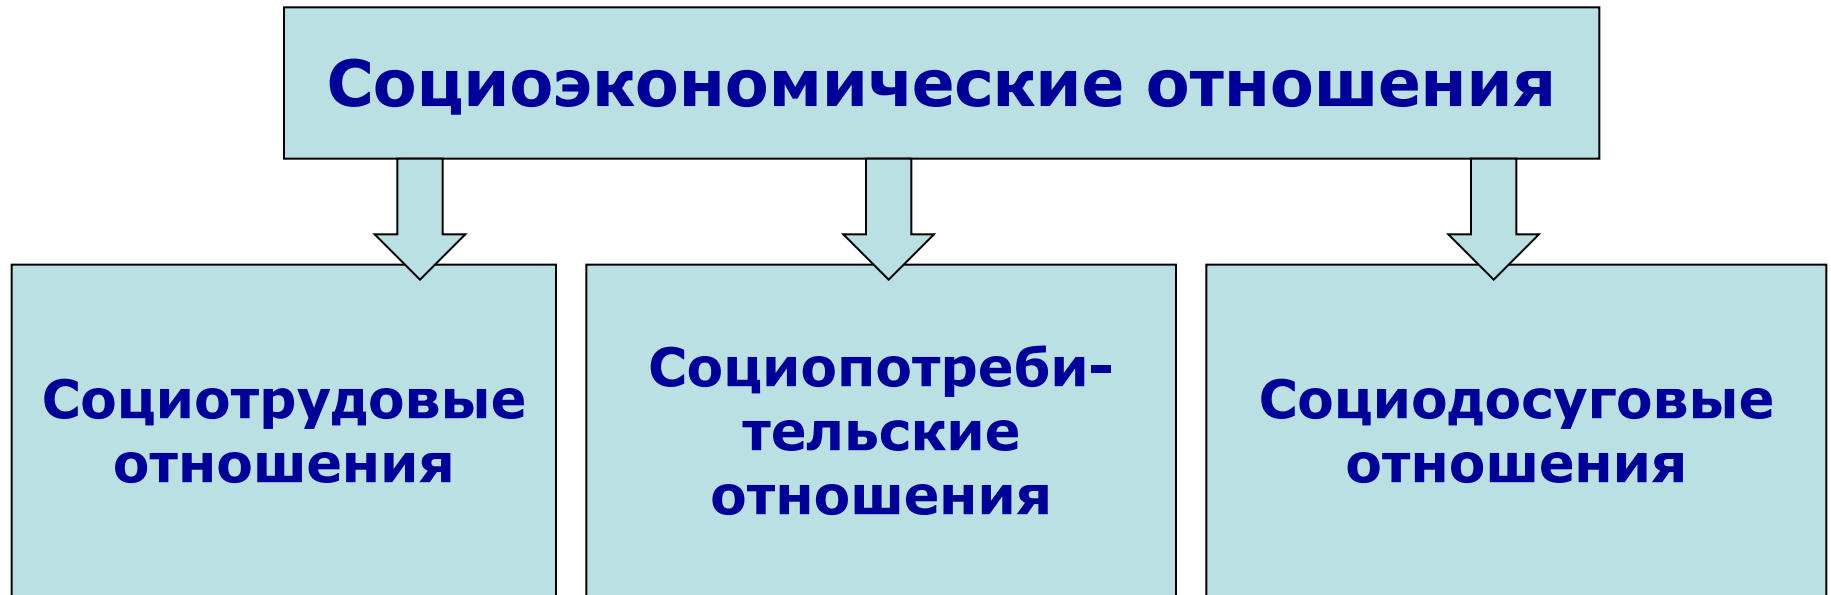 Социоэкономические отношения
Социотрудовые
отношения
Социопотреби-
тельские
отношения
Социодосуговые
отношения